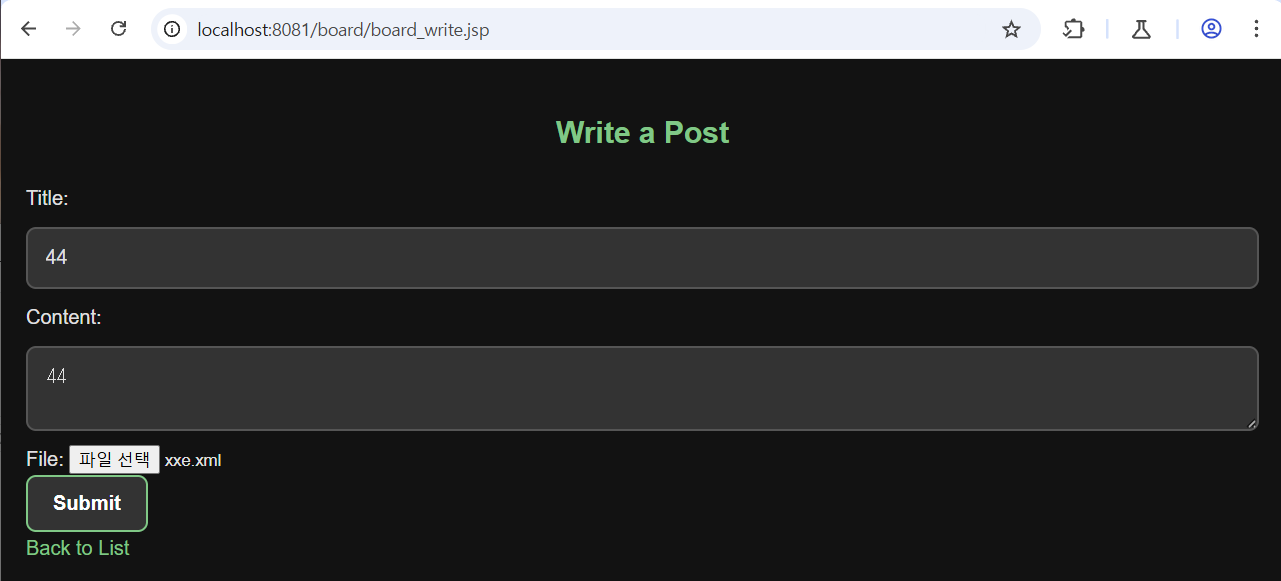 localhost:8081/board/board_write.jsp
Write a Post
Title:
44
Content:
44
File: 파일 선택 xxe.xml
Submit
Back to List